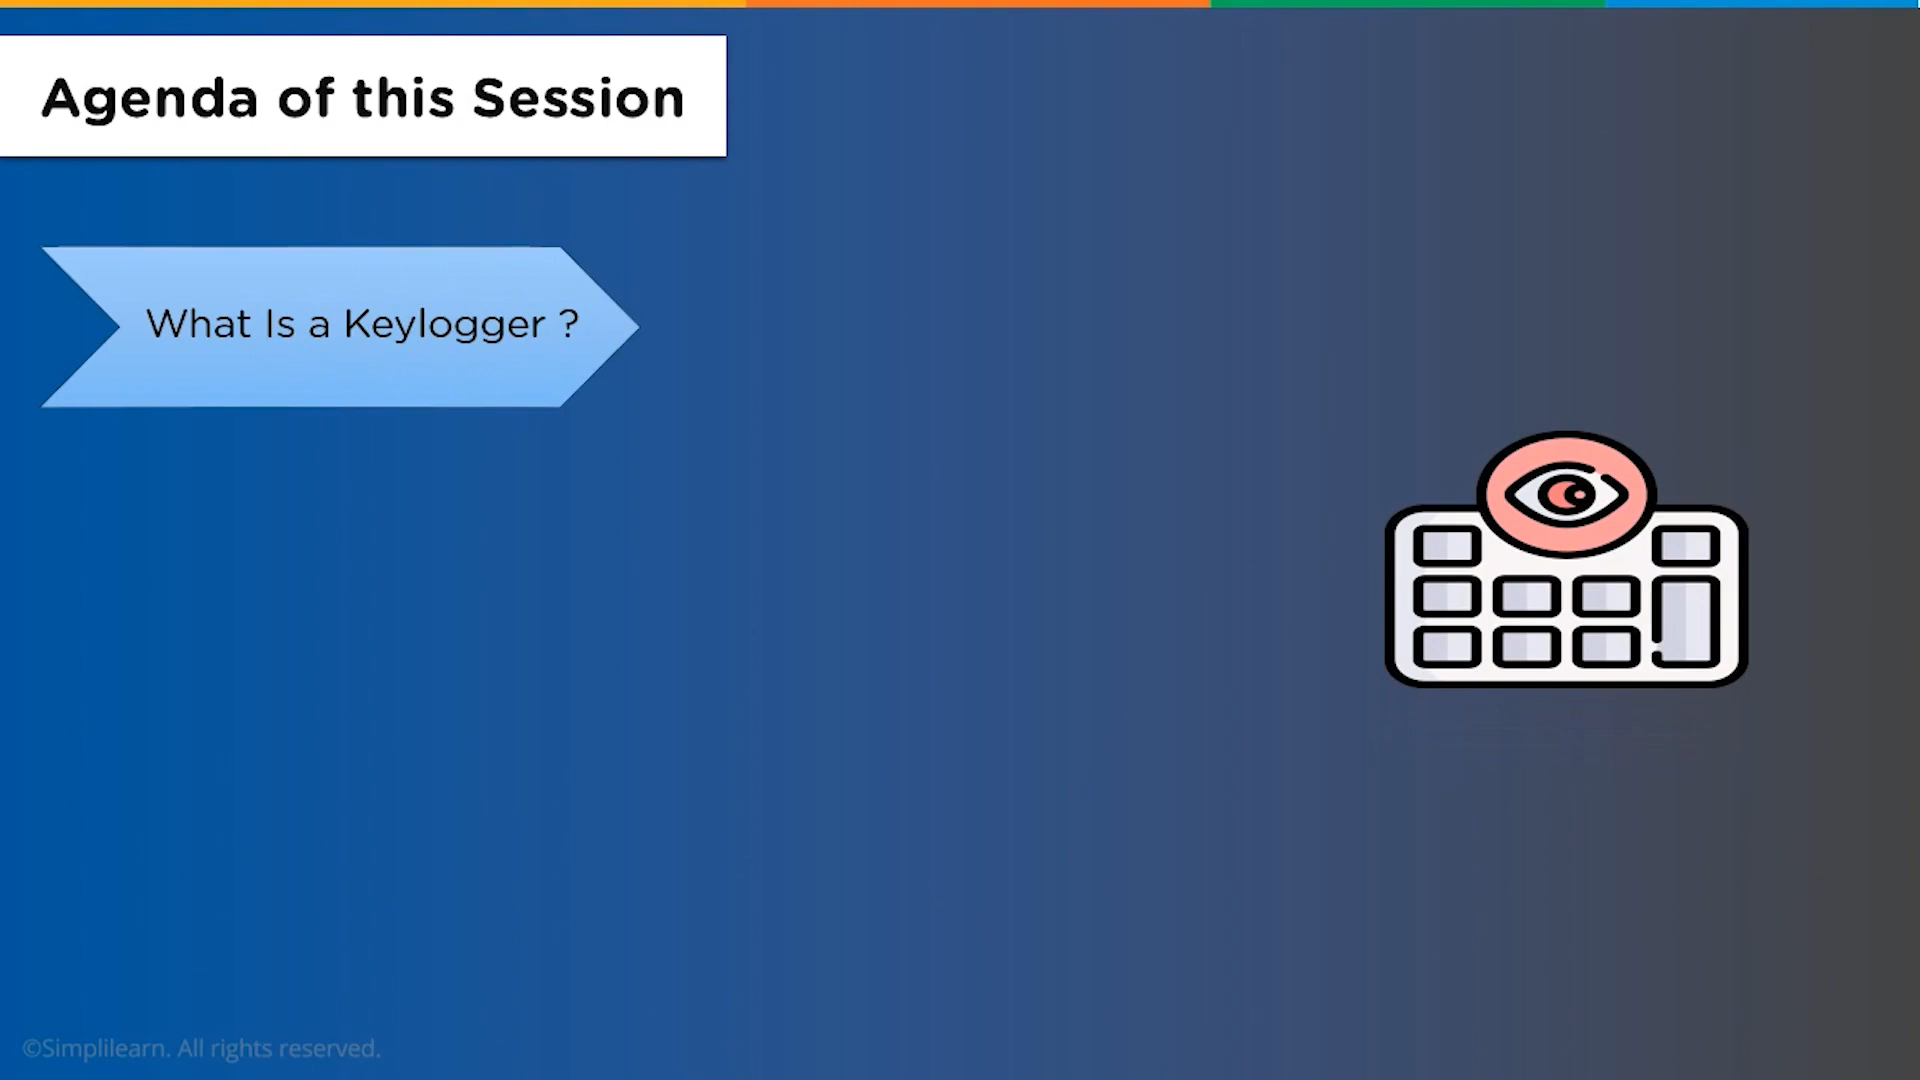 Agenda of this Session
What Is a Keylogger ?
©Simplilearn. All rights reserved.